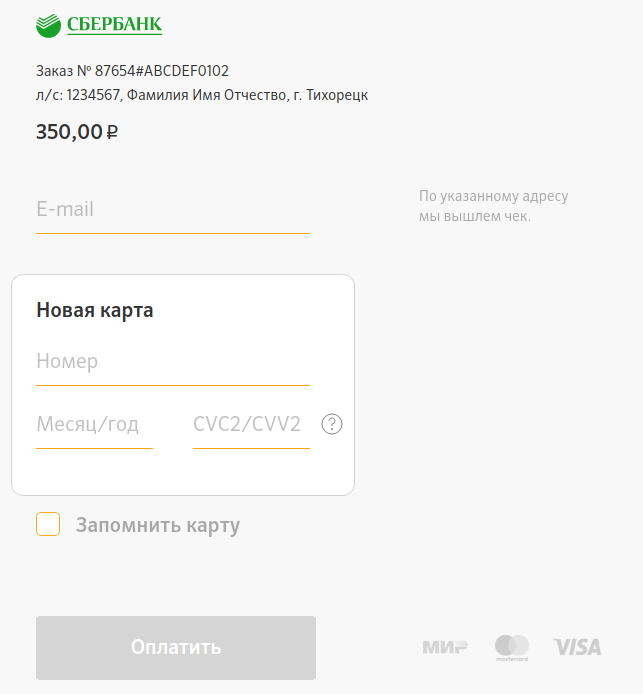 СБЕРБАНК
Заказ № 87654#ABCDEF0102
л/с: 1234567, Фамилия Имя Отчество, г. Тихорецк
350,00 ₽
E-mail
По указанному адресу
мы вышлем чек.
Новая карта
Номер
Месяц/год CVC2/CVV2 ?
Запомнить карту
Оплатить
МИР mastercard VISA